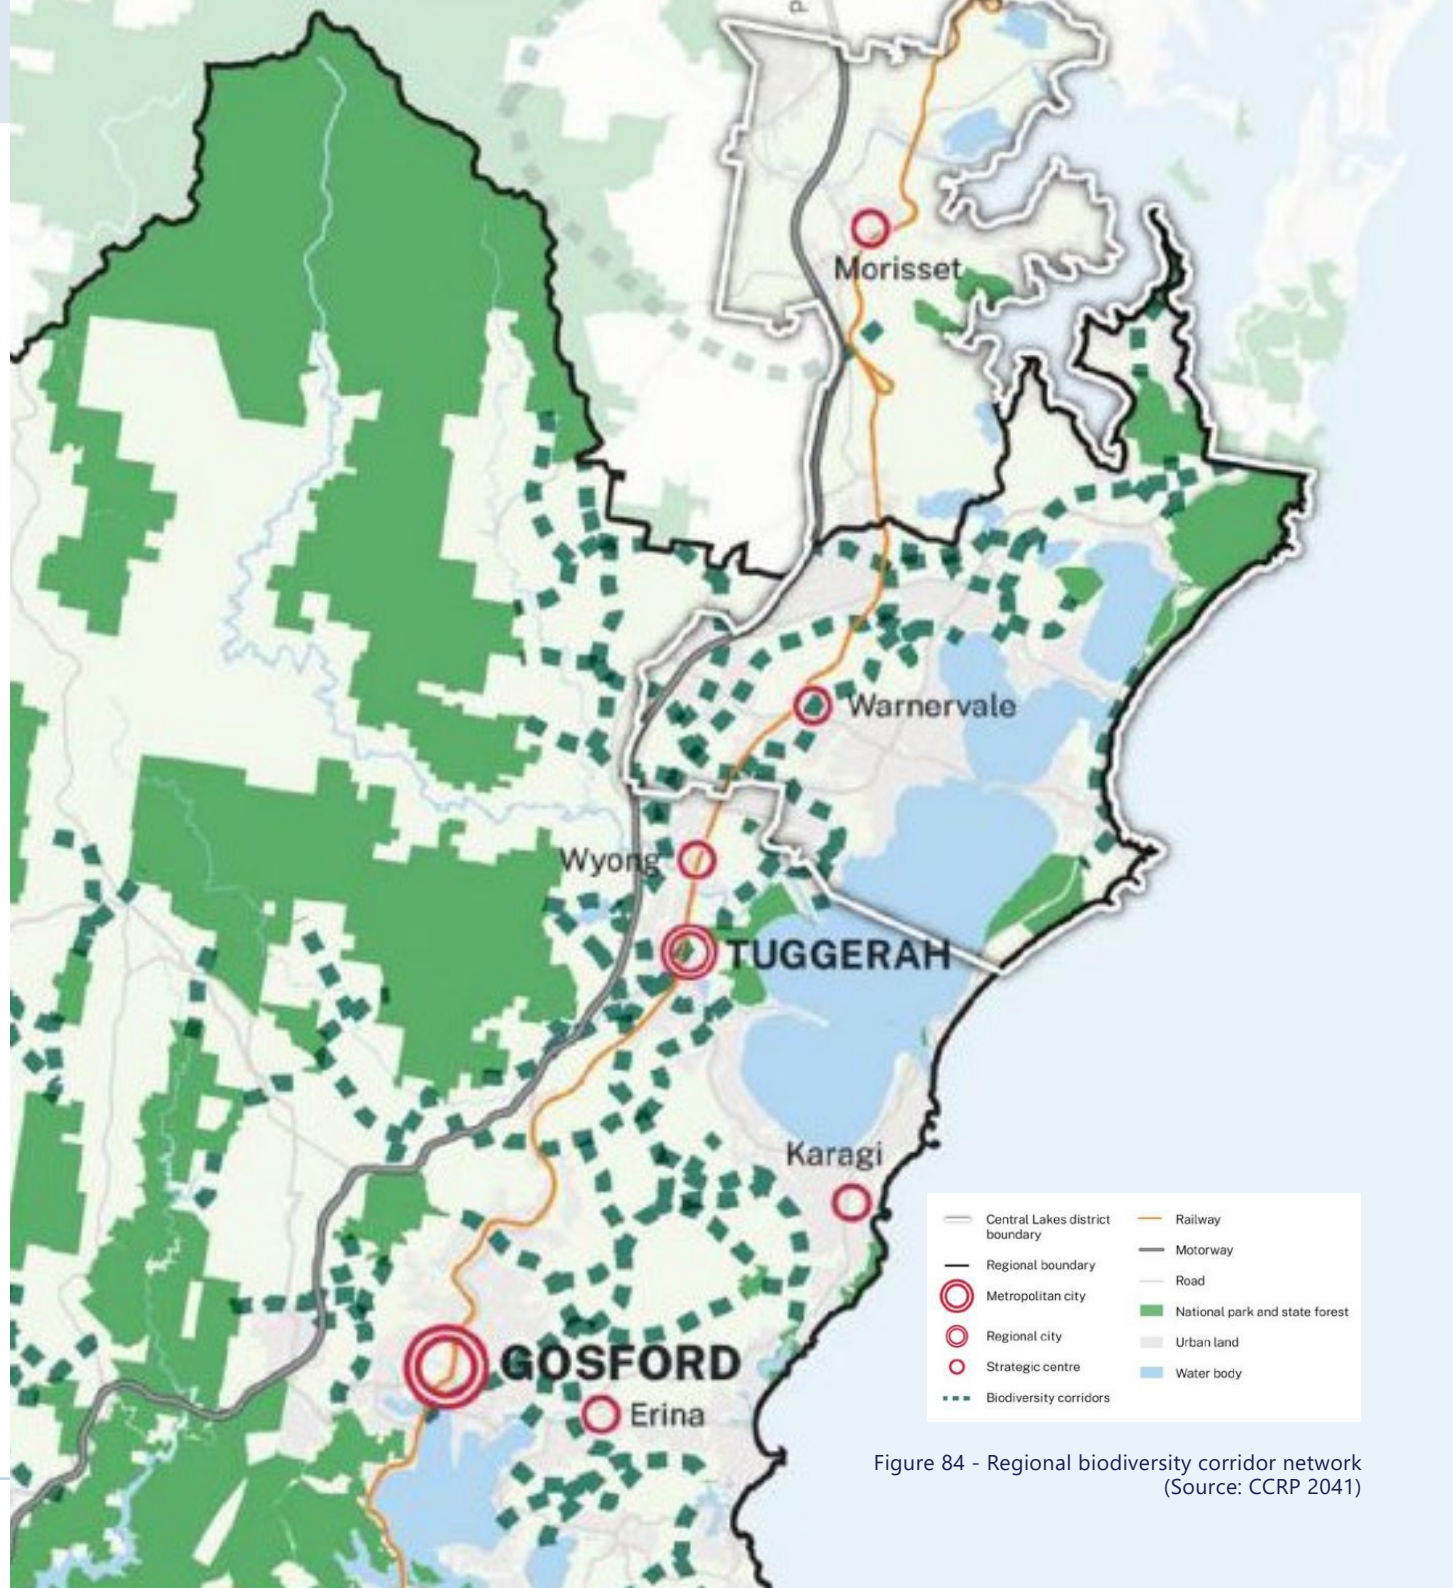 P
Morisset
Warnervale
Wyong
TUGGERAH
Karagi
GOSFORD
Erina
Central Lakes district
boundary
Regional boundary
Metropolitan city
Regional city
Strategic centre
Biodiversity corridors
Railway
Motorway
Road
National park and state forest
Urban land
Water body
Figure 84 - Regional biodiversity corridor network
(Source: CCRP 2041)